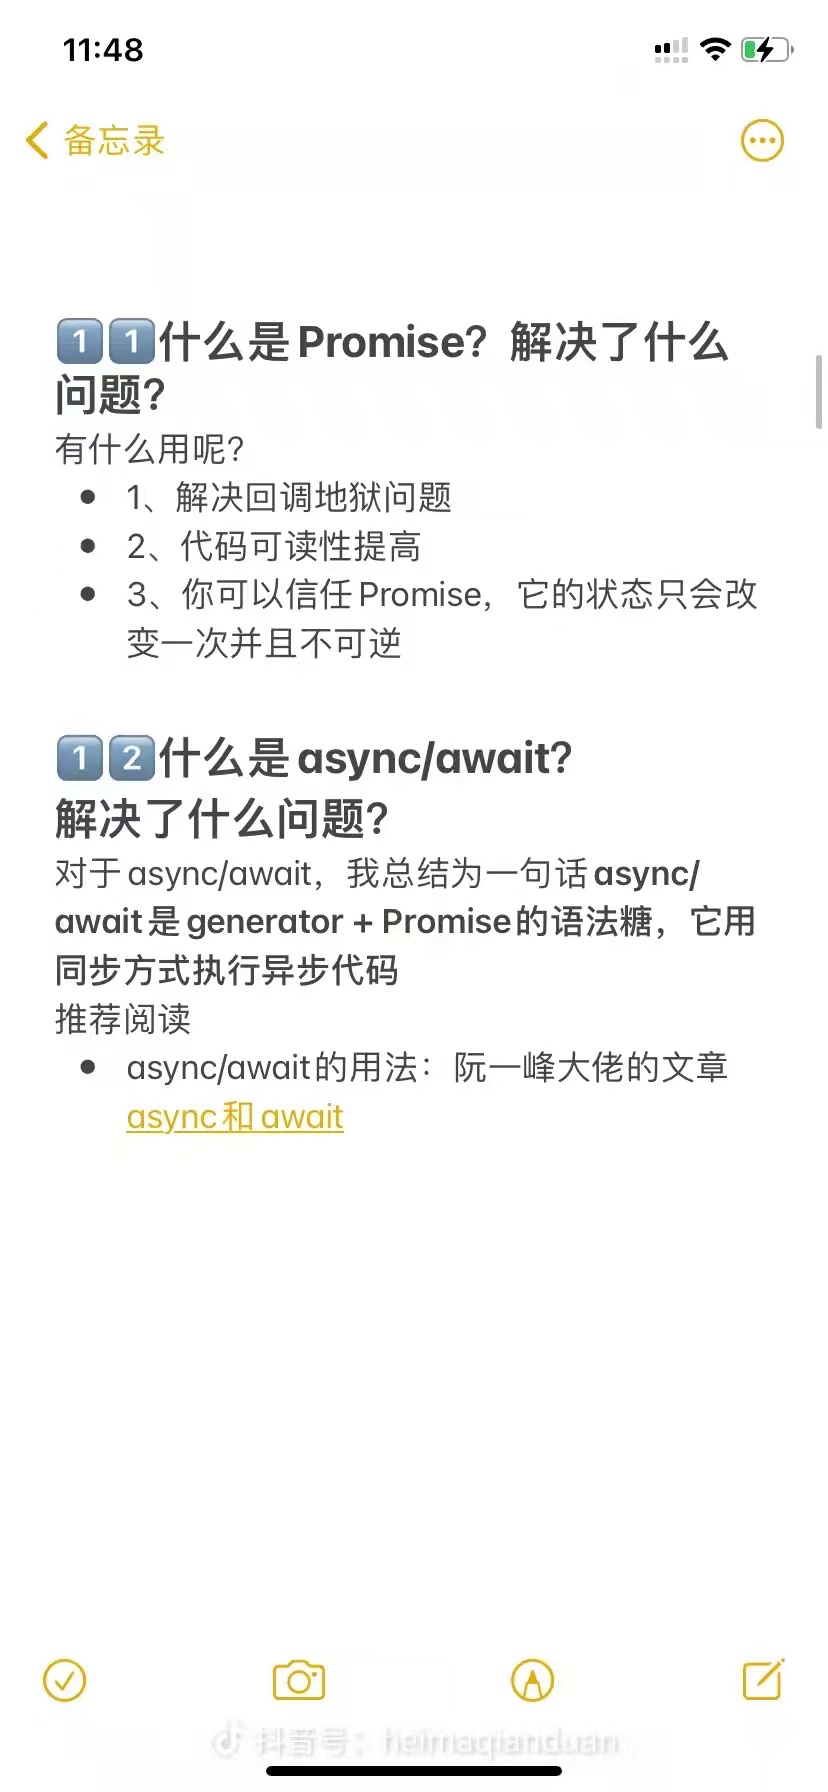 11:48
备忘录
1️⃣1️⃣什么是Promise？解决了什么
问题？
有什么用呢？
• 1、解决回调地狱问题
• 2、代码可读性提高
• 3、你可以信任Promise，它的状态只会改
变一次并且不可逆
1️⃣2️⃣什么是async/await？
解决了什么问题？
对于async/await，我总结为一句话async/
await是generator + Promise的语法糖，它用
同步方式执行异步代码
推荐阅读
• async/await的用法：阮一峰大佬的文章
async和await
抖音号：heimaqianduan